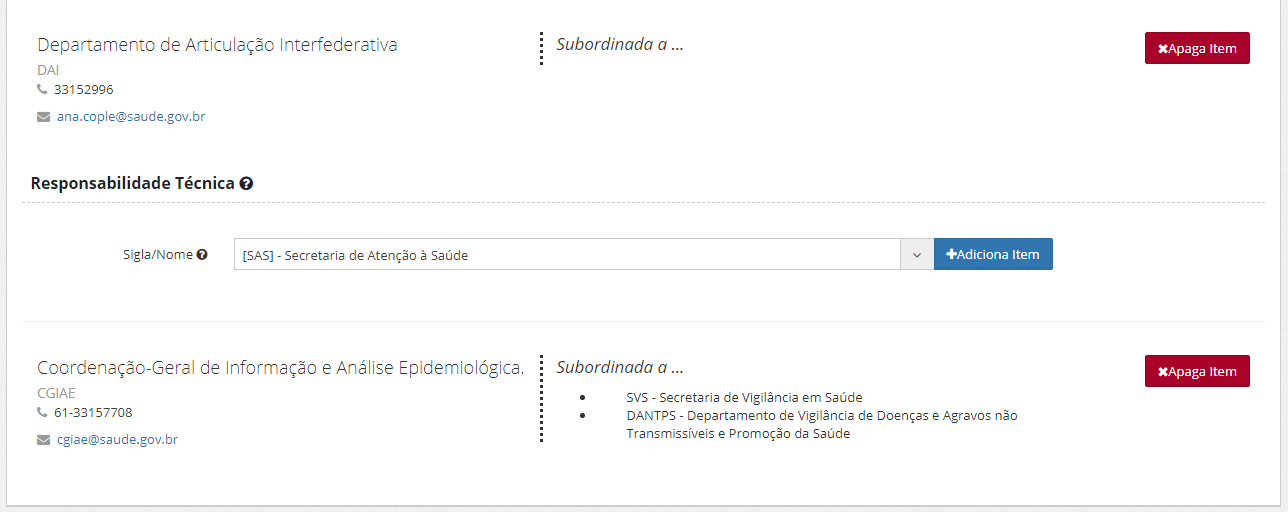 Departamento de Articulação Interfederativa
Subordinada a ...
Apaga Item
DAI
33152996
ana.cople@saude.gov.br
Responsabilidade Técnica
Sigla/Nome
[SAS] - Secretaria de Atenção à Saúde
Adiciona Item
Coordenação-Geral de Informação e Análise Epidemiológica.
Subordinada a ...
Apaga Item
CGIAE
61-33157708
cgiae@saude.gov.br
SVS - Secretaria de Vigilância em Saúde
DANTPS - Departamento de Vigilância de Doenças e Agravos não
Transmissíveis e Promoção da Saúde